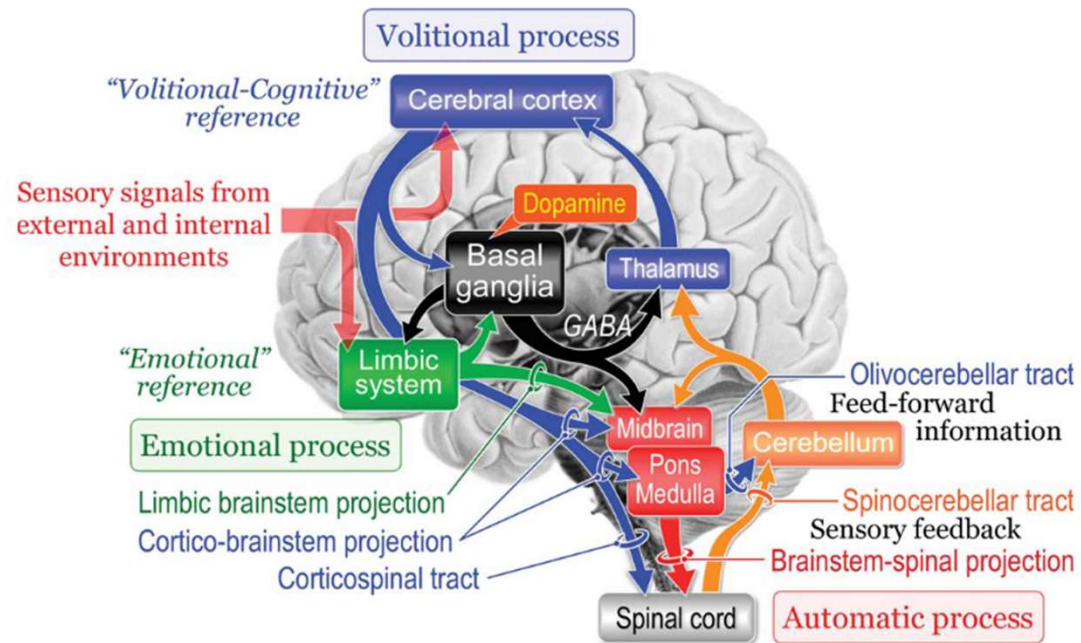 Volitional process
“Volitional-Cognitive”
reference
Cerebral cortex
Sensory signals from
external and internal
environments
Dopamine
Basal
ganglia
Thalamus
GABA
“Emotional”
reference
Limbic
system
Olivocerebellar tract
Feed-forward
information
Midbrain
Cerebellum
Emotional process
Pons
Medulla
Limbic brainstem projection
Spinocerebellar tract
Sensory feedback
Cortico-brainstem projection
Brainstem-spinal projection
Corticospinal tract
Spinal cord
Automatic process